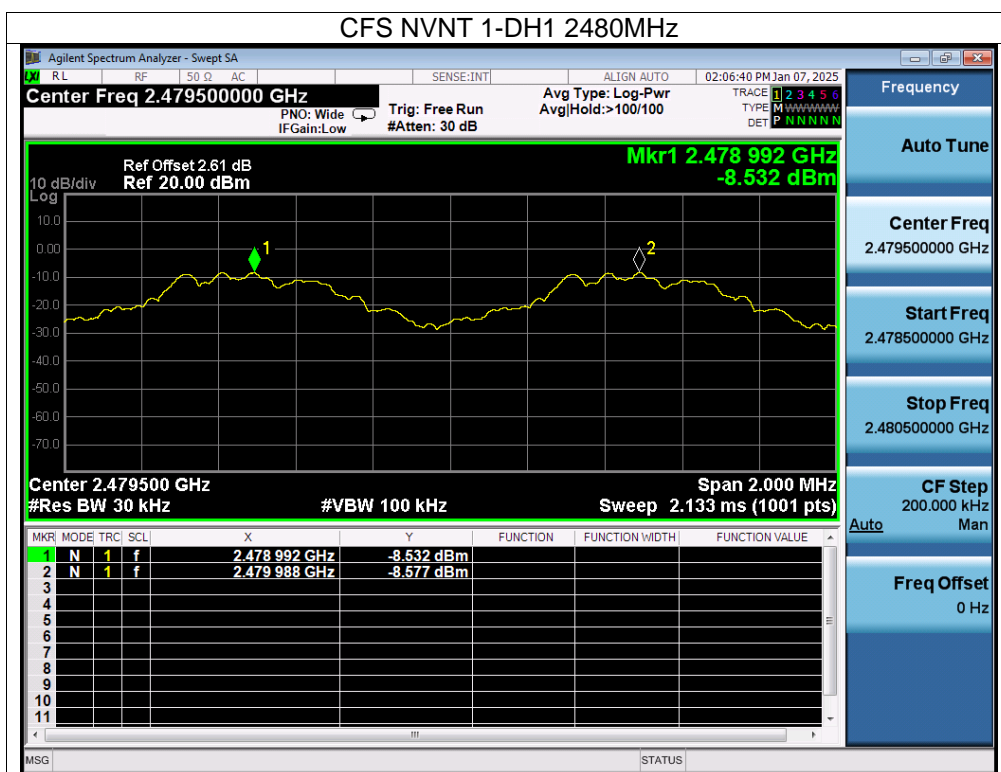 CFS NVNT 1-DH1 2480MHz
Agilent Spectrum Analyzer - Swept SA
LXI RL RF 50 Ω AC SENSE:INT ALIGN AUTO 02:06:40 PM Jan 07, 2025
Center Freq 2.479500000 GHz
PNO: Wide
IFGain:Low
Trig: Free Run
#Atten: 30 dB
Avg Type: Log-Pwr
Avg|Hold:>100/100
TRACE 1 2 3 4 5 6
TYPE M WWWWW
DET P N N N N N
Mkr1 2.478 992 GHz
-8.532 dBm
Ref Offset 2.61 dB
10 dB/div Ref 20.00 dBm
Log
10.0
0.00
-10.0
-20.0
-30.0
-40.0
-50.0
-60.0
-70.0
1
2
Center 2.479500 GHz Span 2.000 MHz
#Res BW 30 kHz #VBW 100 kHz Sweep 2.133 ms (1001 pts)
MKR MODE TRC SCL X Y FUNCTION FUNCTION WIDTH FUNCTION VALUE
1 N 1 f 2.478 992 GHz -8.532 dBm
2 N 1 f 2.479 988 GHz -8.577 dBm
3
4
5
6
7
8
9
10
11
MSG STATUS
Frequency
Auto Tune
Center Freq
2.479500000 GHz
Start Freq
2.478500000 GHz
Stop Freq
2.480500000 GHz
CF Step
200.000 kHz
Auto Man
Freq Offset
0 Hz